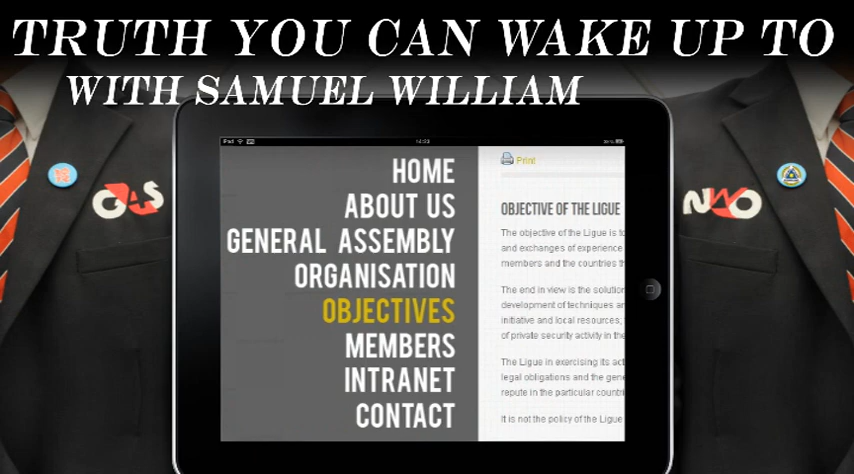 TRUTH YOU CAN WAKE UP TO
WITH SAMUEL WILLIAM
iPad
14:23
G4S
NWO
HOME
ABOUT US
GENERAL ASSEMBLY
ORGANISATION
OBJECTIVES
MEMBERS
INTRANET
CONTACT
Print
OBJECTIVE OF THE LIGUE
The objective of the Ligue is to
and exchanges of experience
members and the countries th
The end in view is the solution
development of techniques an
initiative and local resources;
of private security activity in the
The Ligue in exercising its act
legal obligations and the gene
repute in the particular countri
It is not the policy of the Ligue